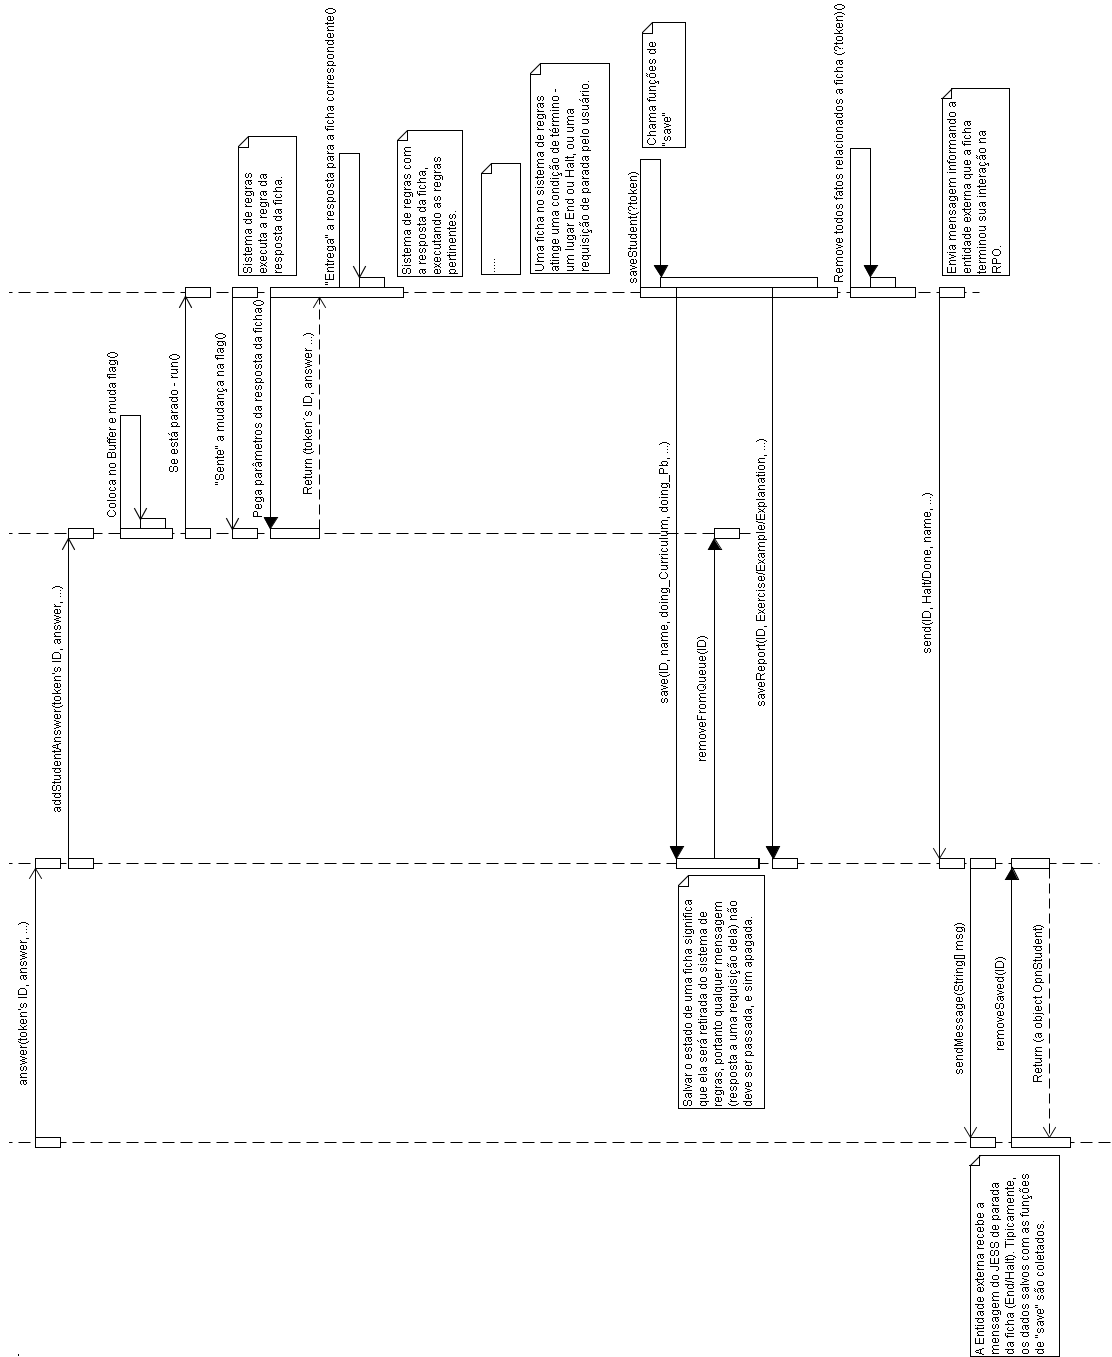 answer(token's ID, answer, ...)
addStudentAnswer(token's ID, answer, ...)
Coloca no Buffer e muda flag()
Se está parado - run()
"Sente" a mudança na flag()
Sistema de regras
executa a regra da
resposta da ficha.
Pega parâmetros da resposta da ficha()
Return (token´s ID, answer ...)
"Entrega" a resposta para a ficha correspondente()
Sistema de regras com
a resposta da ficha,
executando as regras
pertinentes.
.....
Uma ficha no sistema de regras
atinge uma condição de término -
um lugar End ou Halt, ou uma
requisição de parada pelo usuário.
saveStudent(?token)
Chama funções de
"save"
save(ID, name, doing_Curriculum, doing_Pb, ...)
Salvar o estado de uma ficha significa
que ela será retirada do sistema de
regras, portanto qualquer mensagem
(resposta a uma requisição dela) não
deve ser passada, e sim apagada.
removeFromQueue(ID)
saveReport(ID, Exercise/Example/Explanation, ...)
Remove todos fatos relacionados a ficha (?token)()
send(ID, Halt/Done, name, ...)
Envia mensagem informando a
entidade externa que a ficha
terminou sua interação na
RPO.
sendMessage(String[] msg)
removeSaved(ID)
Return (a object OpnStudent)
A Entidade externa recebe a
mensagem do JESS de parada
da ficha (End/Halt). Tipicamente,
os dados salvos com as funções
de "save" são coletados.